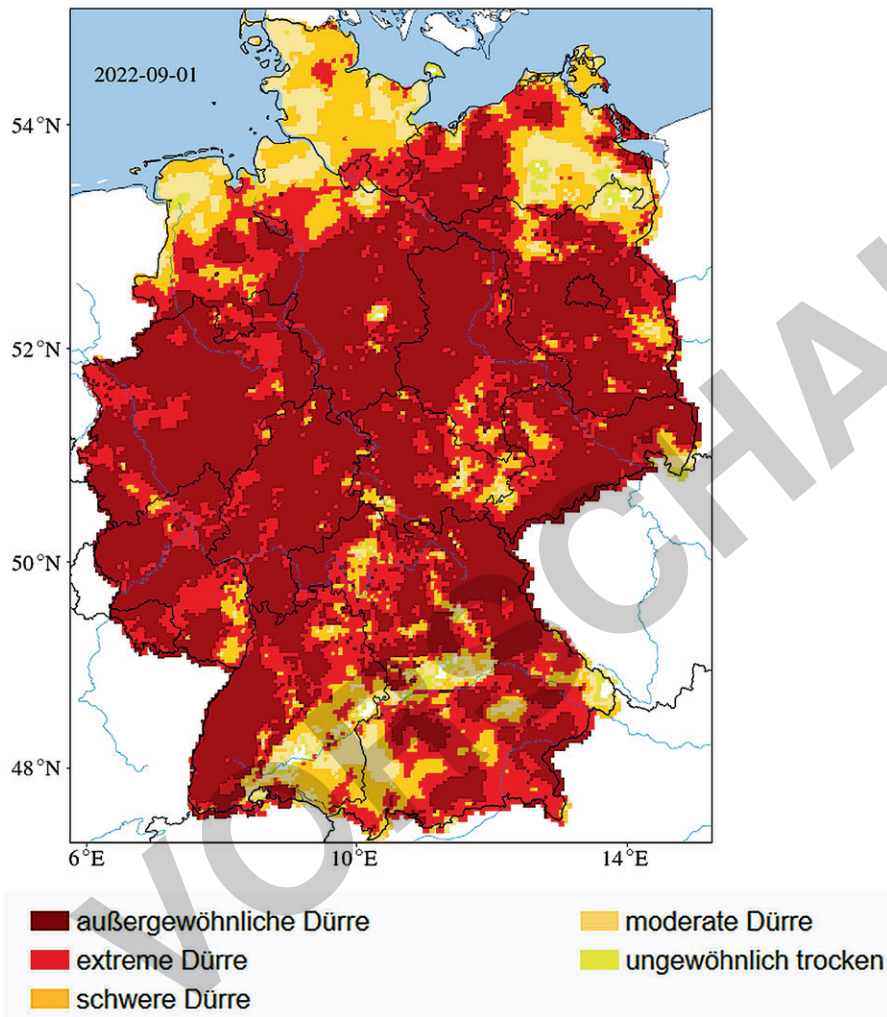 2022-09-01
54°N
52°N
50°N
48°N
6°E
10°E
14°E
außergewöhnliche Dürre
extreme Dürre
schwere Dürre
moderate Dürre
ungewöhnlich trocken